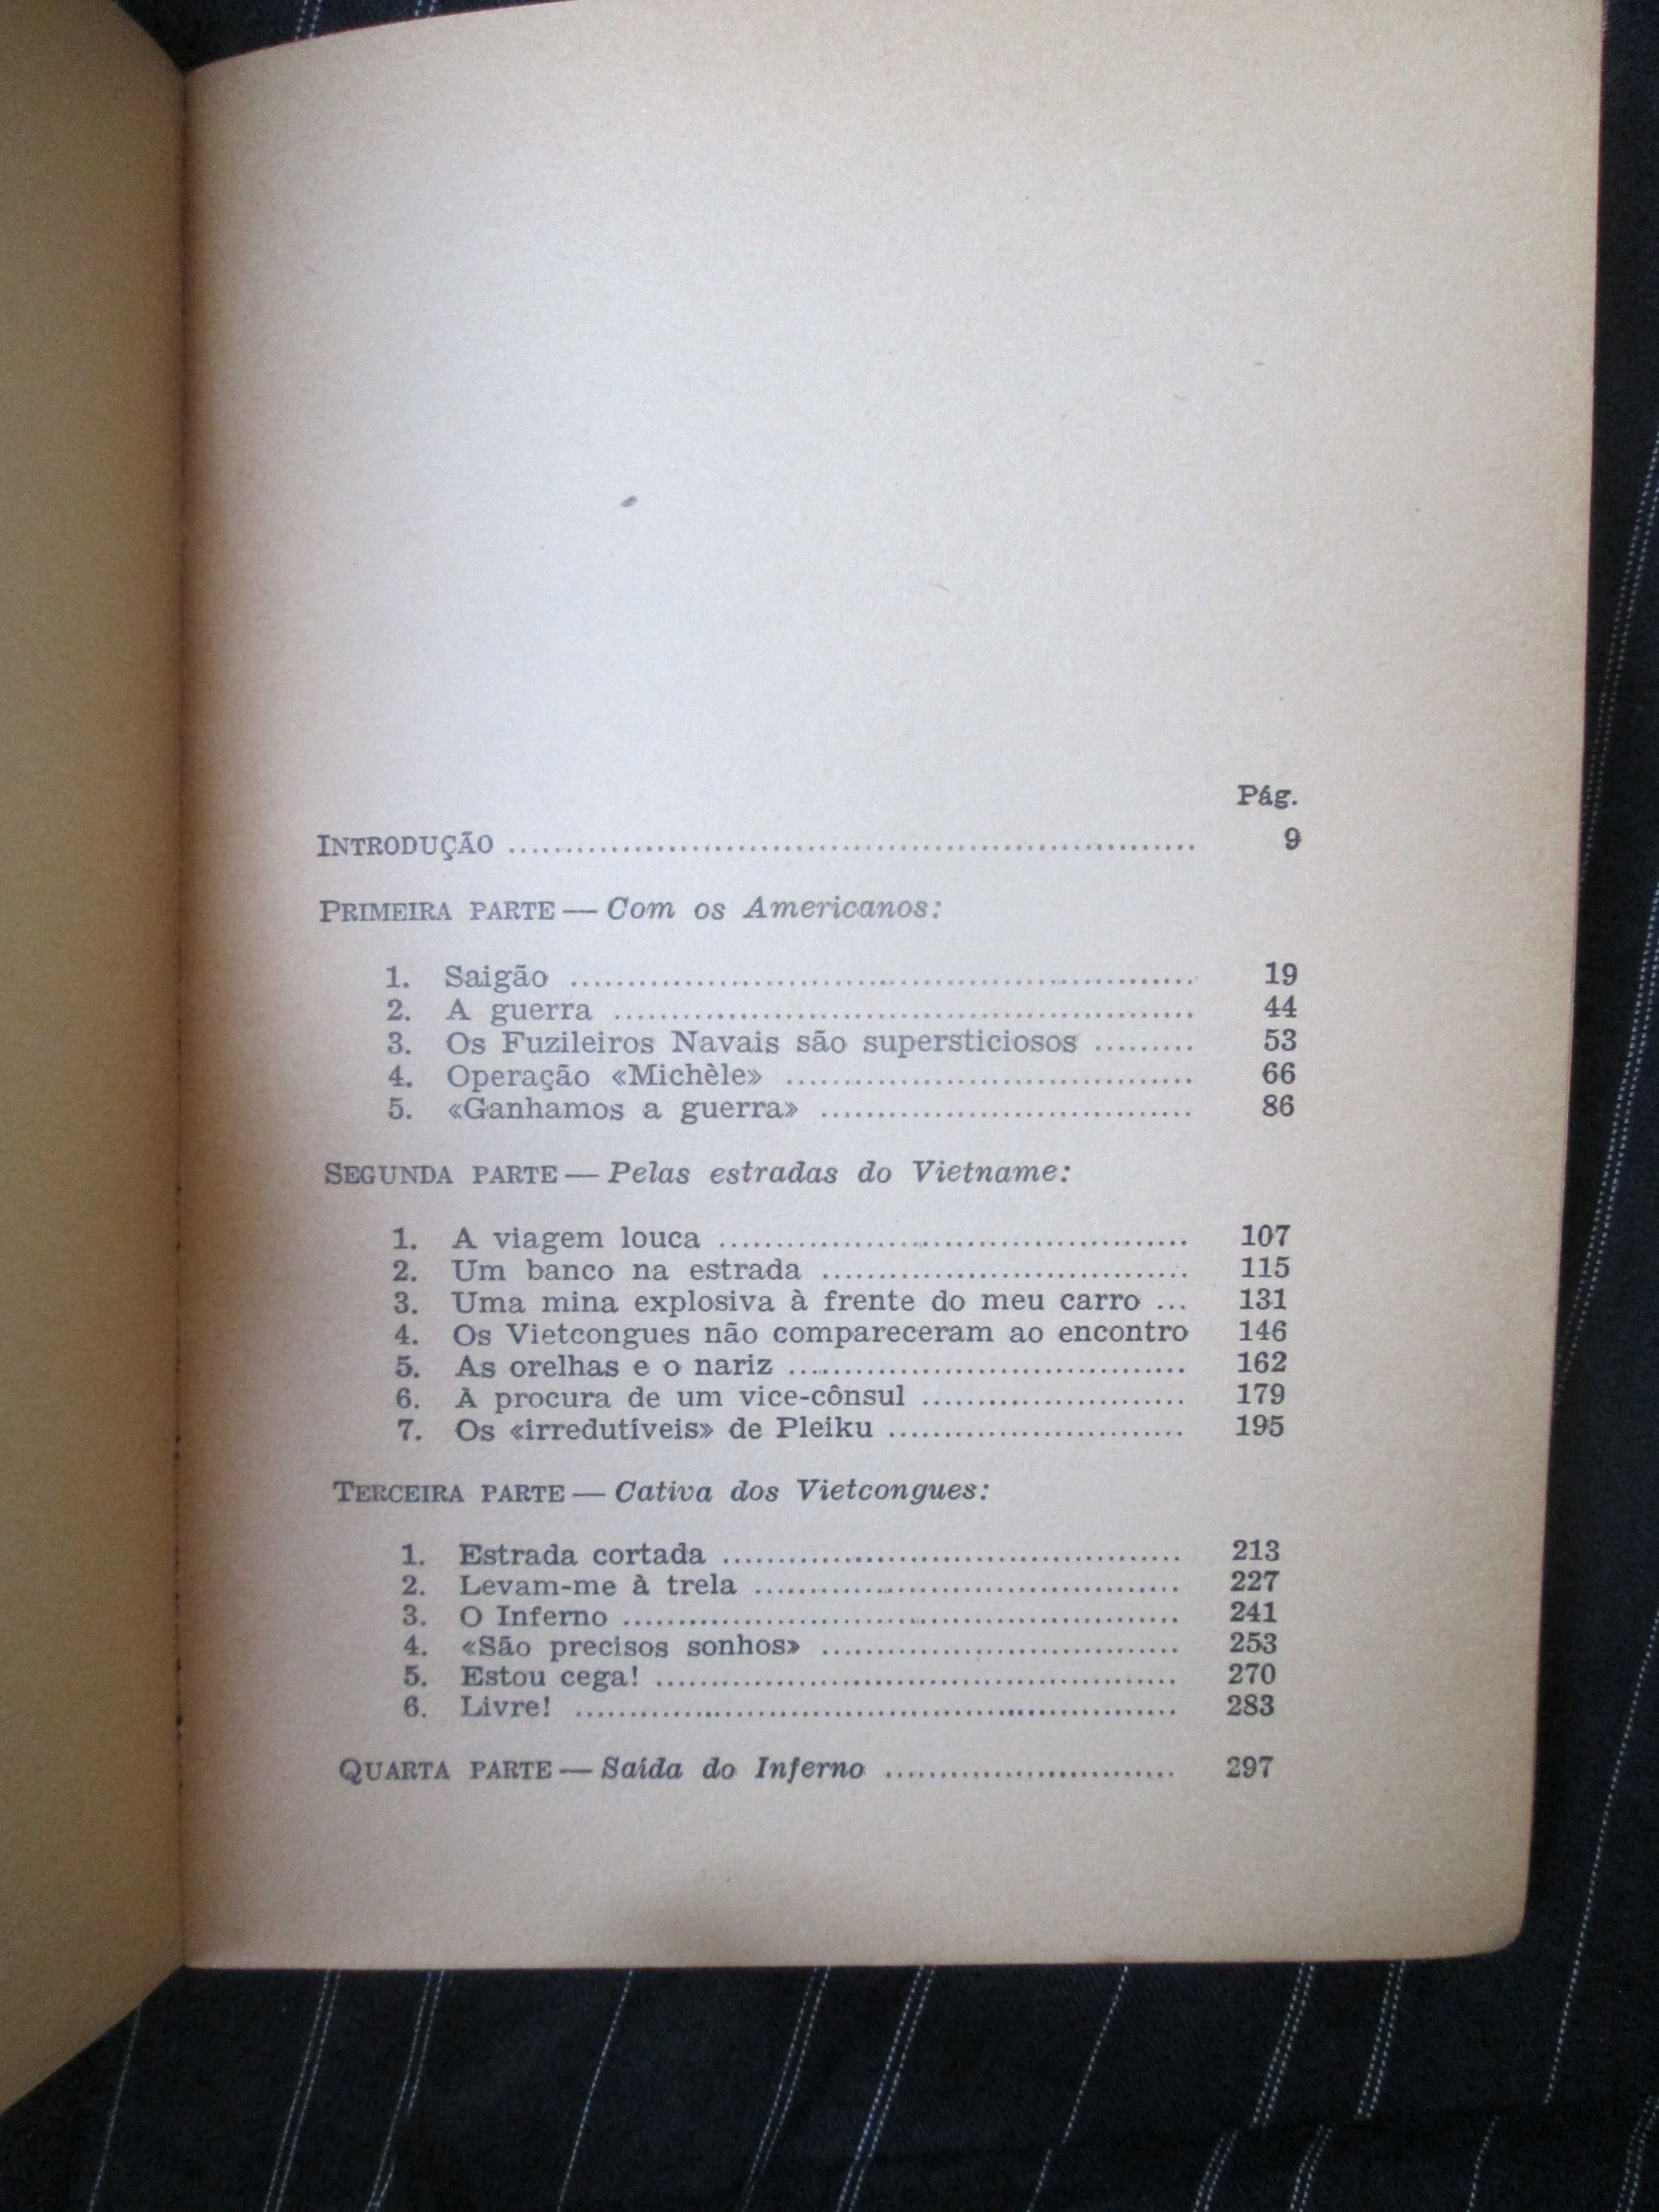 Pág.
INTRODUÇÃO ........ 9
PRIMEIRA PARTE — Com os Americanos:
1. Saigão ........ 19
2. A guerra ........ 44
3. Os Fuzileiros Navais são supersticiosos ........ 53
4. Operação «Michèle» ........ 66
5. «Ganhamos a guerra» ........ 86
SEGUNDA PARTE — Pelas estradas do Vietname:
1. A viagem louca ........ 107
2. Um banco na estrada ........ 115
3. Uma mina explosiva à frente do meu carro ... 131
4. Os Vietcongues não compareceram ao encontro 146
5. As orelhas e o nariz ........ 162
6. À procura de um vice-cônsul ........ 179
7. Os «irredutíveis» de Pleiku ........ 195
TERCEIRA PARTE — Cativa dos Vietcongues:
1. Estrada cortada ........ 213
2. Levam-me à trela ........ 227
3. O Inferno ........ 241
4. «São precisos sonhos» ........ 253
5. Estou cega! ........ 270
6. Livre! ........ 283
QUARTA PARTE — Saída do Inferno ........ 297